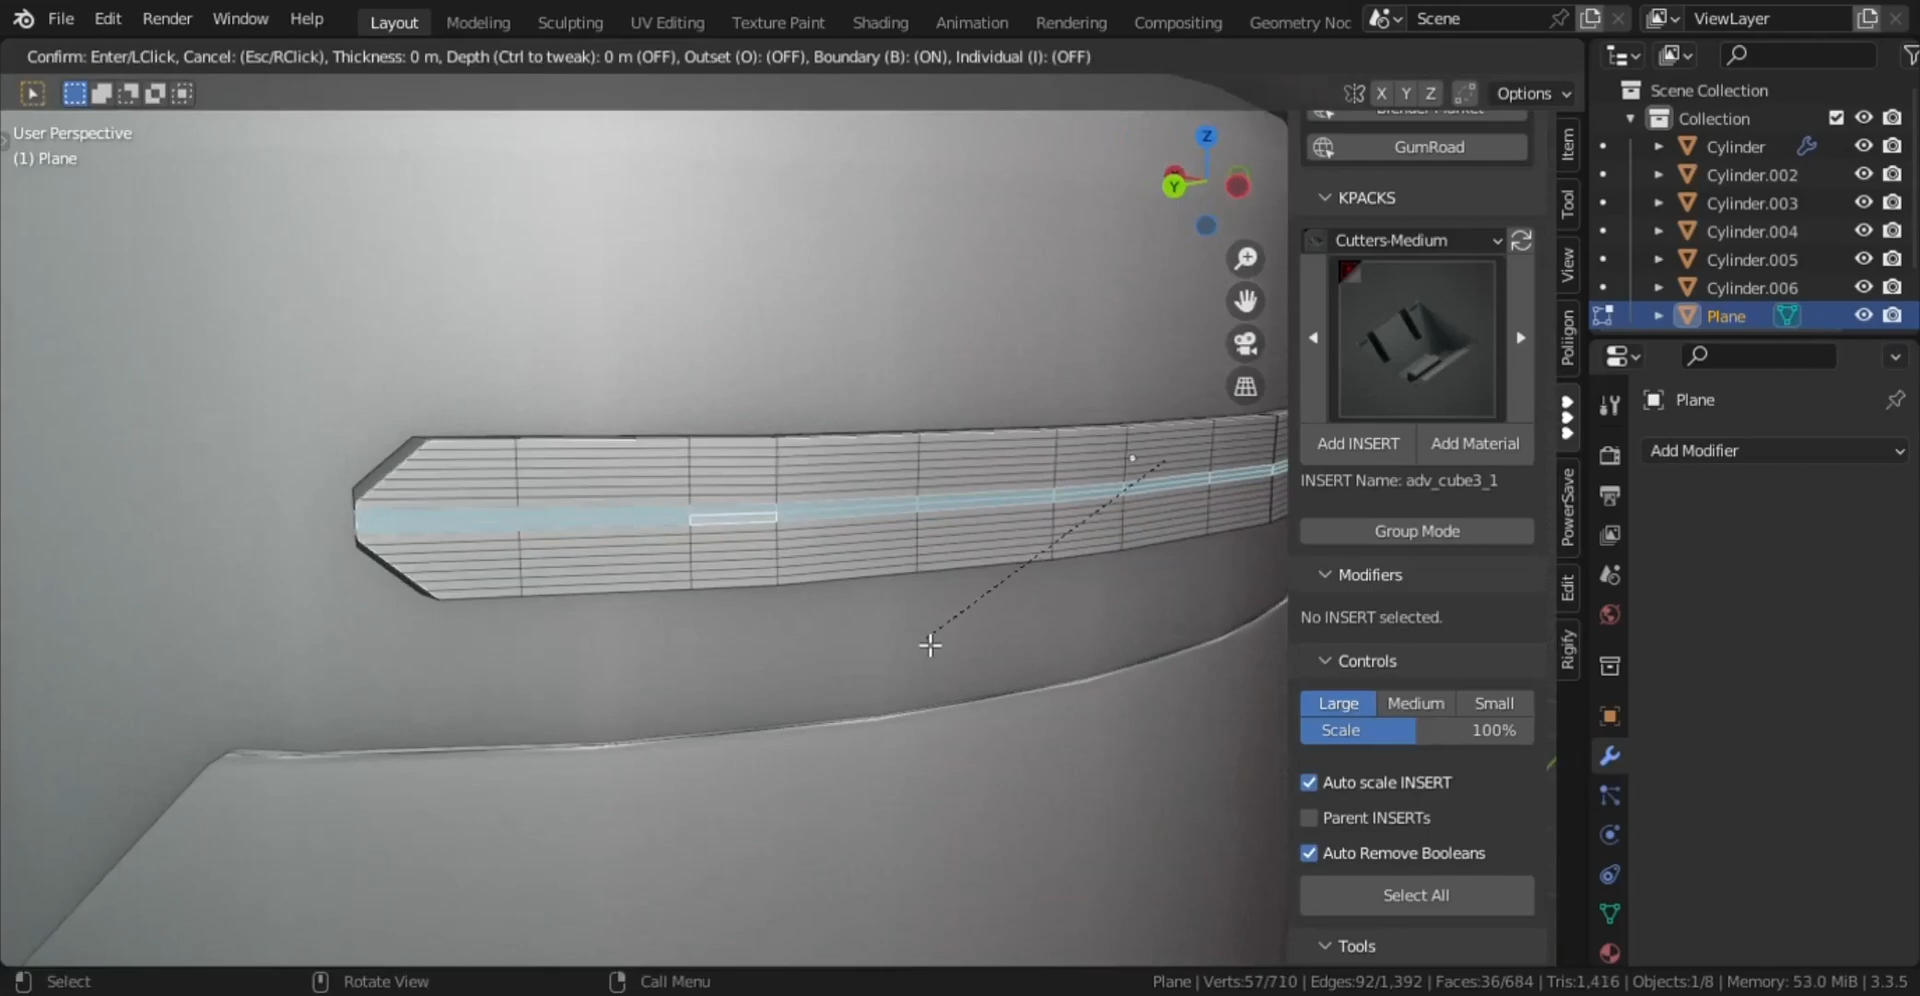 File Edit Render Window Help
Layout Modeling Sculpting UV Editing Texture Paint Shading Animation Rendering Compositing Geometry Noc
Scene
ViewLayer
Confirm: Enter/LClick, Cancel: (Esc/RClick), Thickness: 0 m, Depth (Ctrl to tweak): 0 m (OFF), Outset (O): (OFF), Boundary (B): (ON), Individual (I): (OFF)
X Y Z
Options
User Perspective
(1) Plane
Z
Y
GumRoad
KPACKS
Cutters-Medium
Add INSERT
Add Material
INSERT Name: adv_cube3_1
Group Mode
Modifiers
No INSERT selected.
Controls
Large Medium Small
Scale 100%
Auto scale INSERT
Parent INSERTs
Auto Remove Booleans
Select All
Tools
Item
Tool
View
Poliigon
PowerSave
Edit
Rigify
Scene Collection
Collection
Cylinder
Cylinder.002
Cylinder.003
Cylinder.004
Cylinder.005
Cylinder.006
Plane
Plane
Add Modifier
Select
Rotate View
Call Menu
Plane | Verts:57/710 | Edges:92/1,392 | Faces:36/684 | Tris:1,416 | Objects:1/8 | Memory: 53.0 MiB | 3.3.5